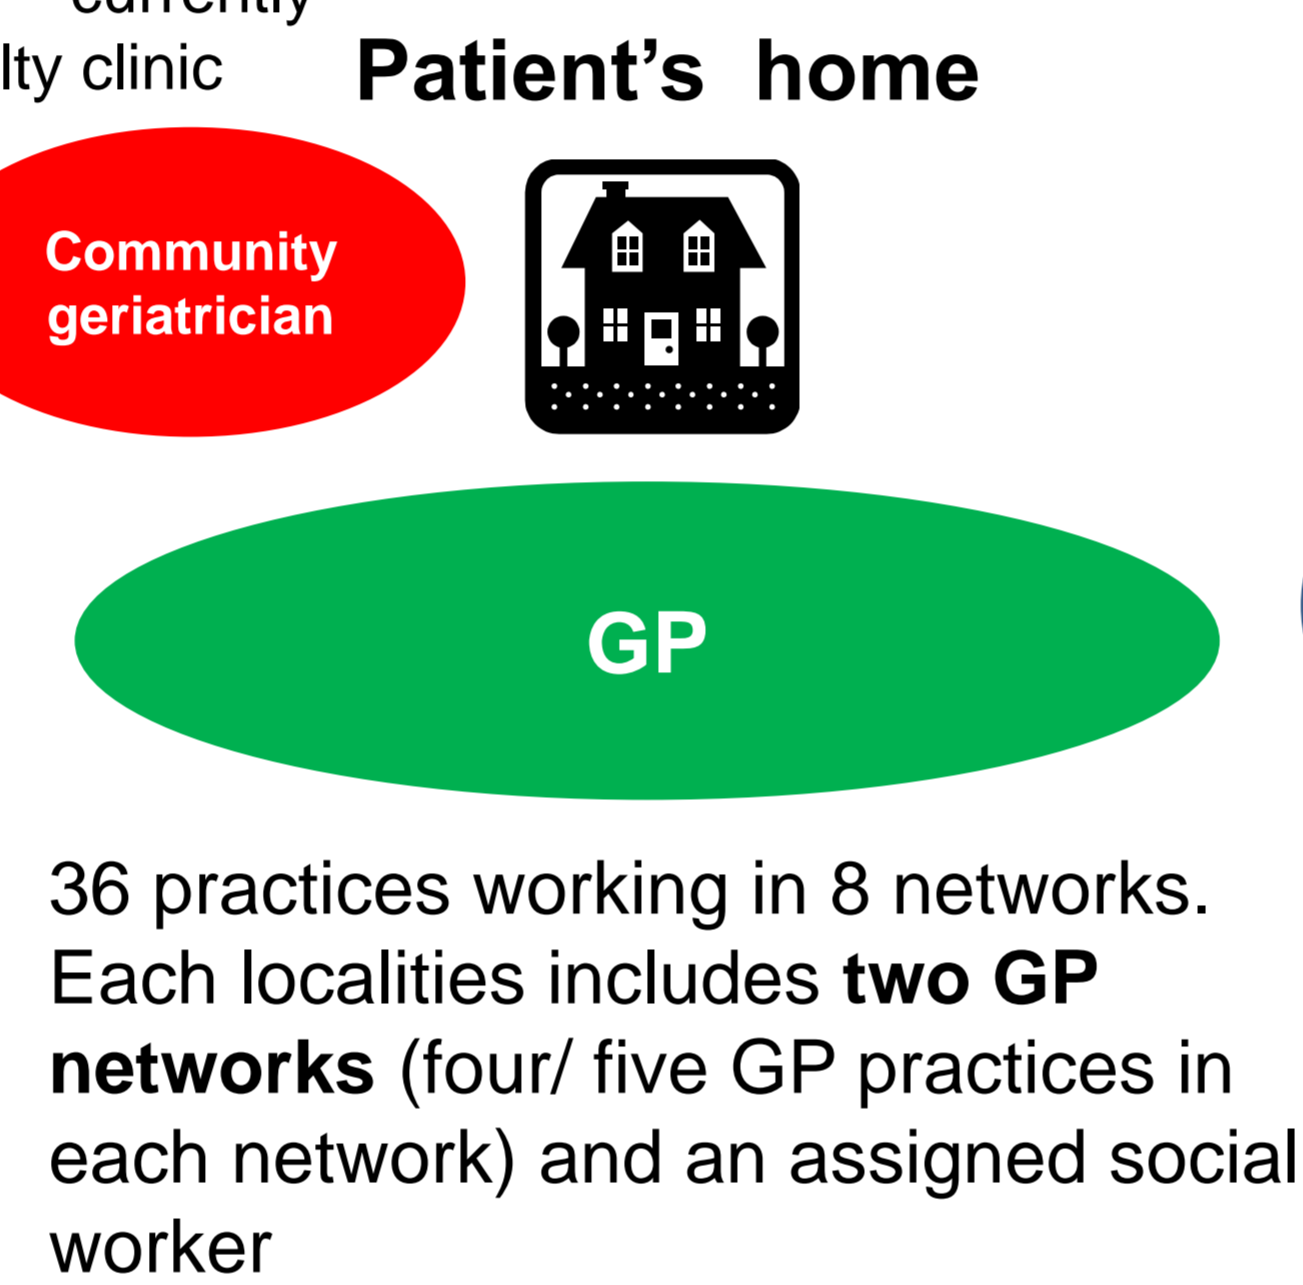 currently
lty clinic
Patient’s home
Community
geriatrician
GP
36 practices working in 8 networks.
Each localities includes two GP
networks (four/ five GP practices in
each network) and an assigned social
worker